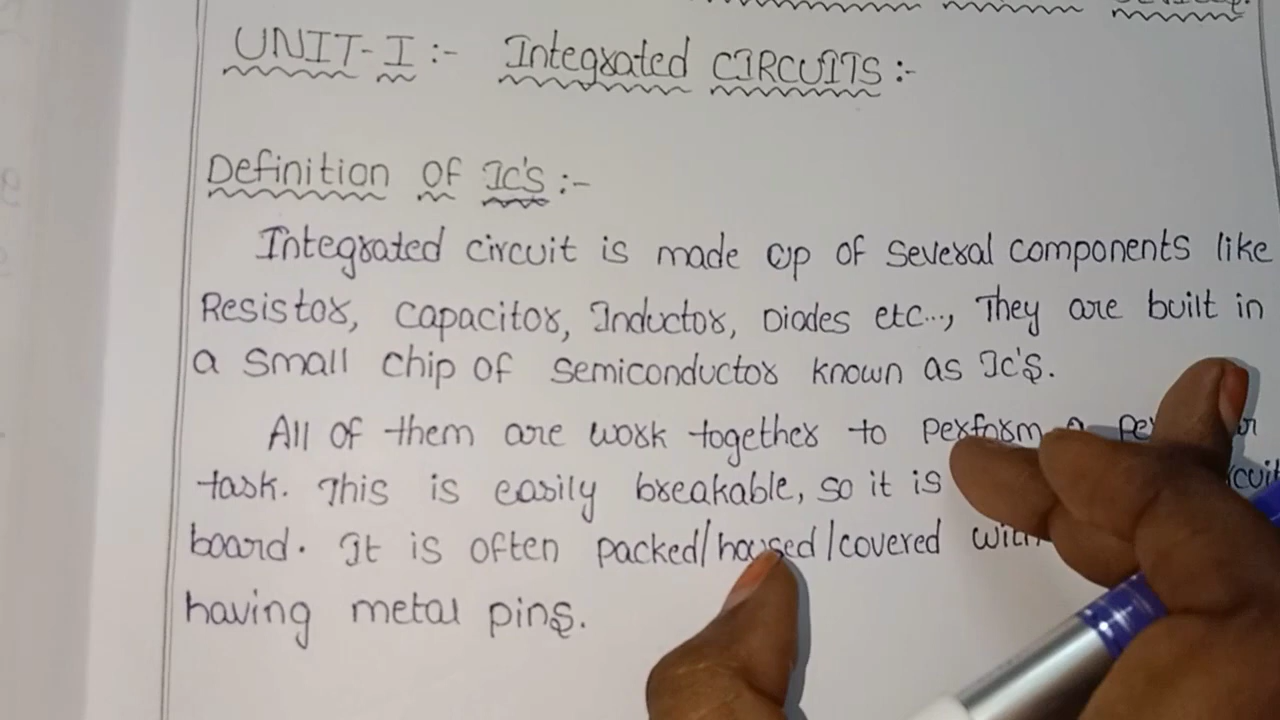 UNIT-I :- Integrated CIRCUITS :-
Definition OF IC's :-
Integrated circuit is made up of several components like
Resistor, capacitor, Inductor, Diodes etc..., They are built in
a small chip of semiconductor known as IC's.
All of them are work together to perform a
task. This is easily breakable, so it is
board. It is often packed/housed/covered with
having metal pins.